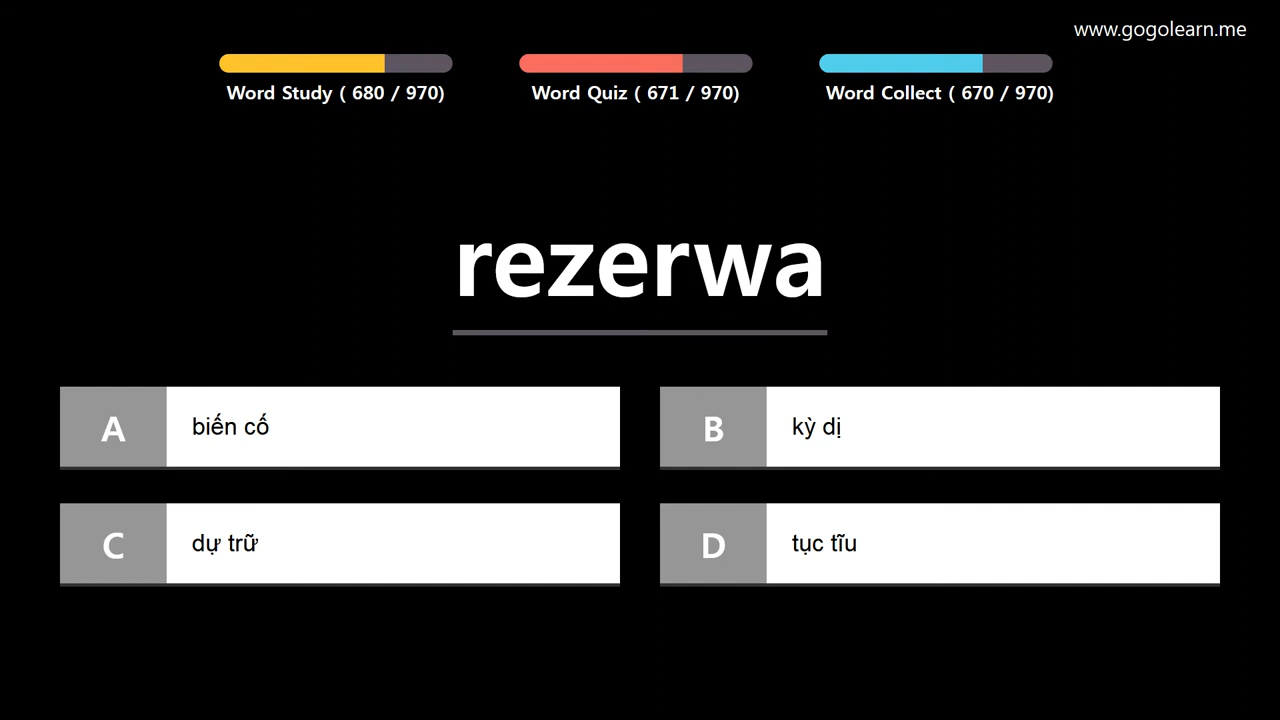 www.gogolearn.me
Word Study ( 680 / 970)
Word Quiz ( 671 / 970)
Word Collect ( 670 / 970)
rezerwa
A biến cố
B kỳ dị
C dự trữ
D tục tĩu